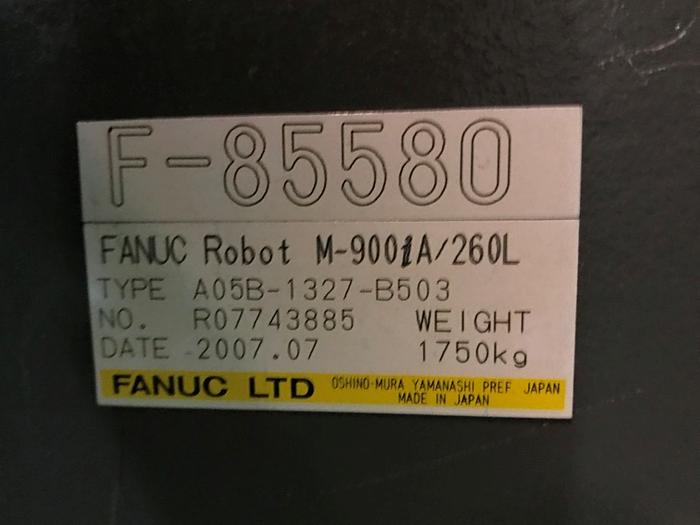 F-85580
FANUC Robot M-900iA/260L
TYPE A05B-1327-B503
NO. R07743885 WEIGHT
DATE 2007.07 1750kg
FANUC LTD OSHINO-MURA YAMANASHI PREF. JAPAN
MADE IN JAPAN